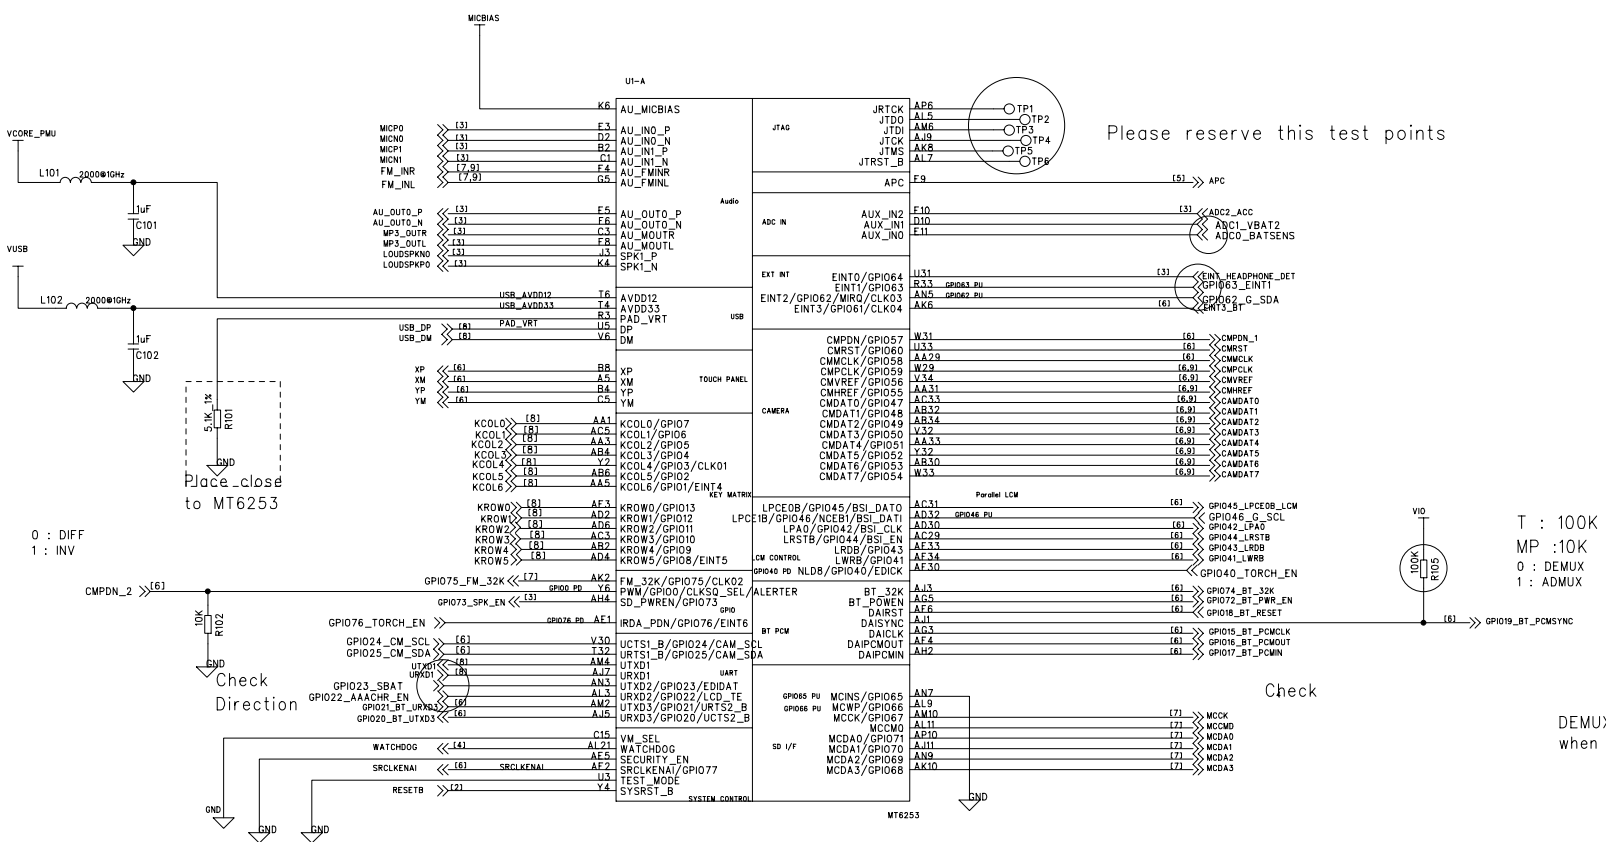 MICBIAS
U1-A
VCORE_PMU
L101 2000@1GHz
1uF
C101
GND
VUSB
L102 2000@1GHz
1uF
C102
GND
5.1K_1%
R101
GND
Place_close
to MT6253
0 : DIFF
1 : INV
CMPDN_2 [6]
10K
R102
GND
Check
Direction
MICP0 [3] E3 AU_IN0_P
MICN0 [3] D2 AU_IN0_N
MICP1 [3] B2 AU_IN1_P
MICN1 [3] C1 AU_IN1_N
FM_INR [7,9] F4 AU_FMINR
FM_INL [7,9] G5 AU_FMINL
K6 AU_MICBIAS
Audio
AU_OUT0_P [3] E5 AU_OUT0_P
AU_OUT0_N [3] F6 AU_OUT0_N
MP3_OUTR [3] C3 AU_MOUTR
MP3_OUTL [3] F8 AU_MOUTL
LOUDSPKN0 [3] J3 SPK1_P
LOUDSPKP0 [3] K4 SPK1_N
USB_AVDD12 T6 AVDD12
USB_AVDD33 T4 AVDD33
PAD_VRT R3 PAD_VRT
USB_DP [8] U5 DP
USB_DM [8] V6 DM
USB
XP [6] B8 XP
XM [6] A5 XM
YP [6] B4 YP
YM [6] C5 YM
TOUCH PANEL
KCOL0 [8] AA1 KCOL0/GPIO7
KCOL1 [8] AC5 KCOL1/GPIO6
KCOL2 [8] AA3 KCOL2/GPIO5
KCOL3 [8] AB4 KCOL3/GPIO4
KCOL4 [8] Y2 KCOL4/GPIO3/CLKO1
KCOL5 [8] AB6 KCOL5/GPIO2
KCOL6 [8] AA5 KCOL6/GPIO1/EINT4
KEY MATRIX
KROW0 [8] AE3 KROW0/GPIO13
KROW1 [8] AD2 KROW1/GPIO12
KROW2 [8] AD6 KROW2/GPIO11
KROW3 [8] AC3 KROW3/GPIO10
KROW4 [8] AB2 KROW4/GPIO9
KROW5 [8] AD4 KROW5/GPIO8/EINT5
GPIO75_FM_32K [7] AK2 FM_32K/GPIO75/CLKO2
GPIO0 PD Y6 PWM/GPIO0/CLKSQ_SEL/ALERTER
GPIO73_SPK_EN [3] AH4 SD_PWREN/GPIO73
GPIO
GPIO76_TORCH_EN GPIO76 PD AE1 IRDA_PDN/GPIO76/EINT6
GPIO24_CM_SCL [6] V30 UCTS1_B/GPIO24/CAM_SCL
GPIO25_CM_SDA [6] T32 URTS1_B/GPIO25/CAM_SDA
UTXD1 [8] AM4 UTXD1
URXD1 [8] AJ7 URXD1
UART
GPIO23_SBAT AN3 UTXD2/GPIO23/EDIDAT
GPIO22_AAACHR_EN AL3 URXD2/GPIO22/LCD_TE
GPIO21_BT_URXD3 [6] AM2 UTXD3/GPIO21/URTS2_B
GPIO20_BT_UTXD3 [6] AJ5 URXD3/GPIO20/UCTS2_B
C15 VM_SEL
WATCHDOG [4] AL21 WATCHDOG
AE5 SECURITY_EN
SRCLKENAI [6] SRCLKENAI AF2 SRCLKENAI/GPIO77
U3 TEST_MODE
RESETB [2] Y4 SYSRST_B
SYSTEM CONTROL
GND
GND
GND
JTAG
JRTCK AP6 TP1
JTDO AL5 TP2
JTDI AM6 TP3
JTCK AJ9 TP4
JTMS AK8 TP5
JTRST_B AL7 TP6
Please reserve this test points
APC F9 [5] APC
ADC IN
AUX_IN2 F10 [3] ADC2_ACC
AUX_IN1 D10 ADC1_VBAT2
AUX_IN0 E11 ADC0_BATSENS
EXT INT
EINT0/GPIO64 U31 [3] EINT_HEADPHONE_DET
EINT1/GPIO63 R33 GPIO63 PU GPIO63_EINT1
EINT2/GPIO62/MIRQ/CLKO3 AN5 GPIO62 PU GPIO62_G_SDA
EINT3/GPIO61/CLKO4 AK6 [6] EINT3_BT
CAMERA
CMPDN/GPIO57 W31 [6] CMPDN_1
CMRST/GPIO60 U33 [6] CMRST
CMMCLK/GPIO58 AA29 [6] CMMCLK
CMPCLK/GPIO59 W29 [6,9] CMPCLK
CMVREF/GPIO56 V34 [6,9] CMVREF
CMHREF/GPIO55 AA31 [6,9] CMHREF
CMDAT0/GPIO47 AC33 [6,9] CAMDAT0
CMDAT1/GPIO48 AB32 [6,9] CAMDAT1
CMDAT2/GPIO49 AB34 [6,9] CAMDAT2
CMDAT3/GPIO50 V32 [6,9] CAMDAT3
CMDAT4/GPIO51 AA33 [6,9] CAMDAT4
CMDAT5/GPIO52 Y32 [6,9] CAMDAT5
CMDAT6/GPIO53 AB30 [6,9] CAMDAT6
CMDAT7/GPIO54 W33 [6,9] CAMDAT7
Parallel LCM
LPCE0B/GPIO45/BSI_DAT0 AC31 [6] GPIO45_LPCE0B_LCM
LPCE1B/GPIO46/NCEB1/BSI_DAT1 AD32 GPIO46 PU GPIO46_G_SCL
LPA0/GPIO42/BSI_CLK AD30 [6] GPIO42_LPA0
LRSTB/GPIO44/BSI_EN AC29 [6] GPIO44_LRSTB
LRDB/GPIO43 AE33 [6] GPIO43_LRDB
LCM CONTROL LWRB/GPIO41 AE34 [6] GPIO41_LWRB
GPIO40 PD NLD8/GPIO40/EDICK AF30 GPIO40_TORCH_EN
BT PCM
BT_32K AJ3 [6] GPIO74_BT_32K
BT_POWEN AG5 [6] GPIO72_BT_PWR_EN
DAIRST AF6 [6] GPIO18_BT_RESET
DAISYNC AJ1 [6] GPIO19_BT_PCMSYNC
DAICLK AG3 [6] GPIO15_BT_PCMCLK
DAIPCMOUT AF4 [6] GPIO16_BT_PCMOUT
DAIPCMIN AH2 [6] GPIO17_BT_PCMIN
GPIO65 PU MCINS/GPIO65 AN7
GPIO66 PU MCWP/GPIO66 AL9
MCCK/GPIO67 AM10 [7] MCCK
MCCM0 AL11 [7] MCCMD
SD I/F
MCDA0/GPIO71 AP10 [7] MCDA0
MCDA1/GPIO70 AJ11 [7] MCDA1
MCDA2/GPIO69 AN9 [7] MCDA2
MCDA3/GPIO68 AK10 [7] MCDA3
GND
MT6253
VIO
100K
R105
T : 100K
MP :10K
0 : DEMUX
1 : ADMUX
Check
DEMU
when